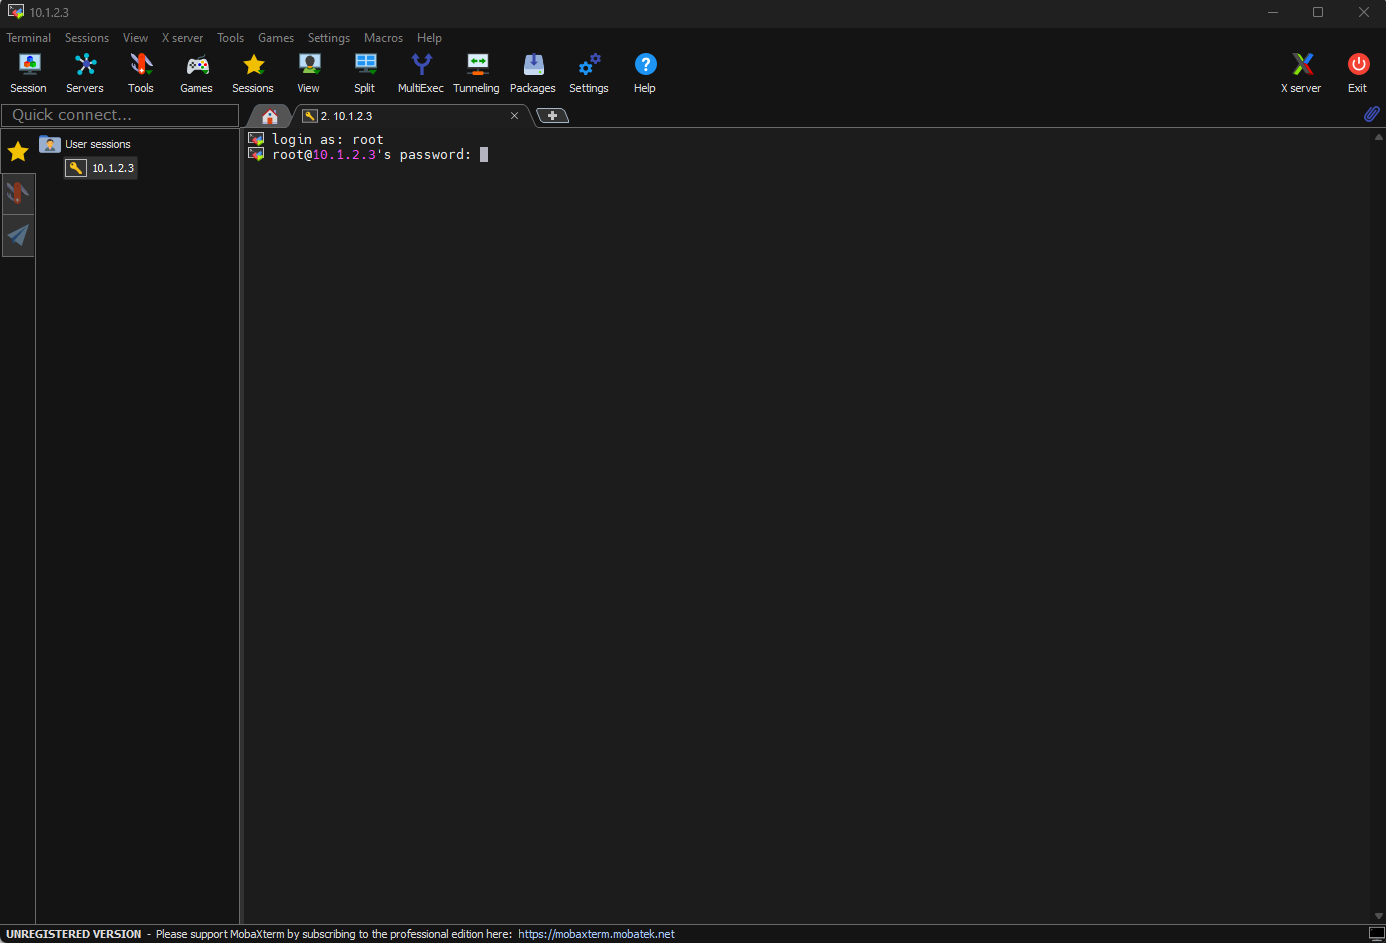 10.1.2.3
Terminal Sessions View X server Tools Games Settings Macros Help
Session Servers Tools Games Sessions View Split MultiExec Tunneling Packages Settings Help X server Exit
Quick connect...
2. 10.1.2.3
User sessions
10.1.2.3
login as: root
root@10.1.2.3's password:
UNREGISTERED VERSION - Please support MobaXterm by subscribing to the professional edition here: https://mobaxterm.mobatek.net